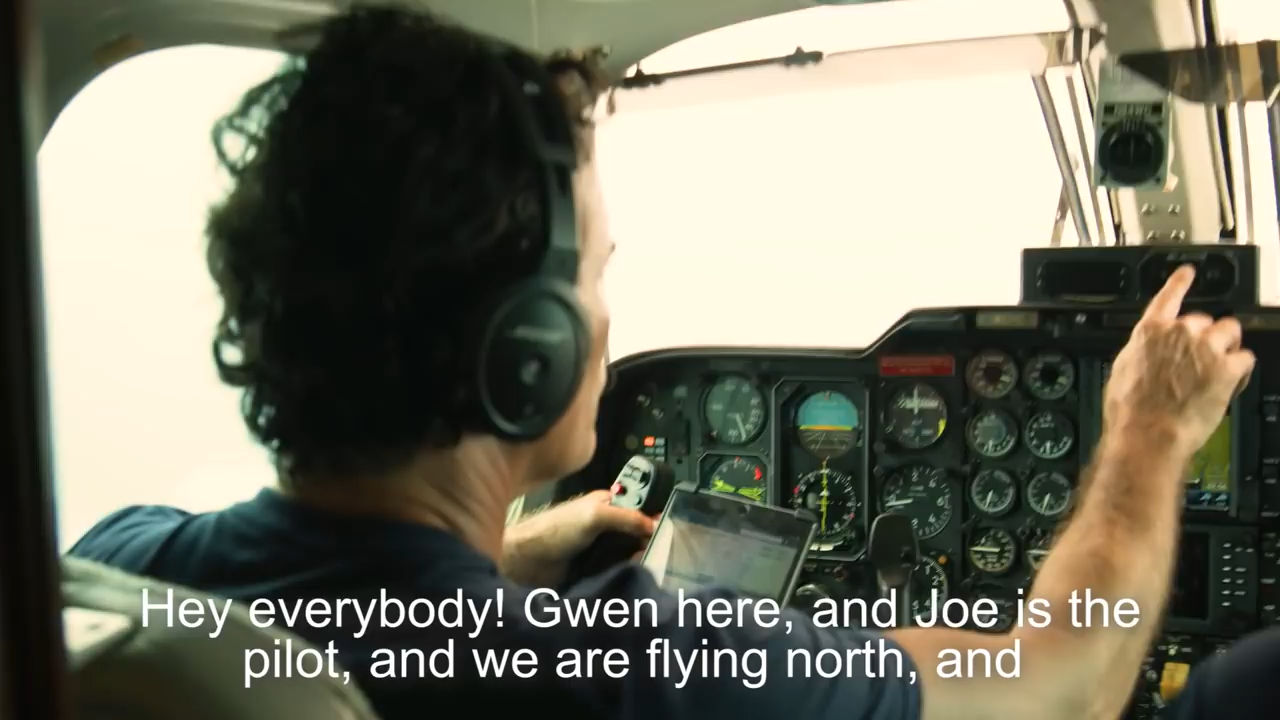 Hey everybody! Gwen here, and Joe is the
pilot, and we are flying north, and